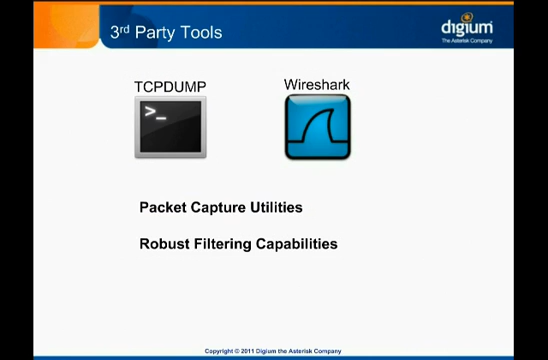 3rd Party Tools
digium
The Asterisk Company
TCPDUMP
Wireshark
>_
Packet Capture Utilities
Robust Filtering Capabilities
Copyright © 2011 Digium the Asterisk Company